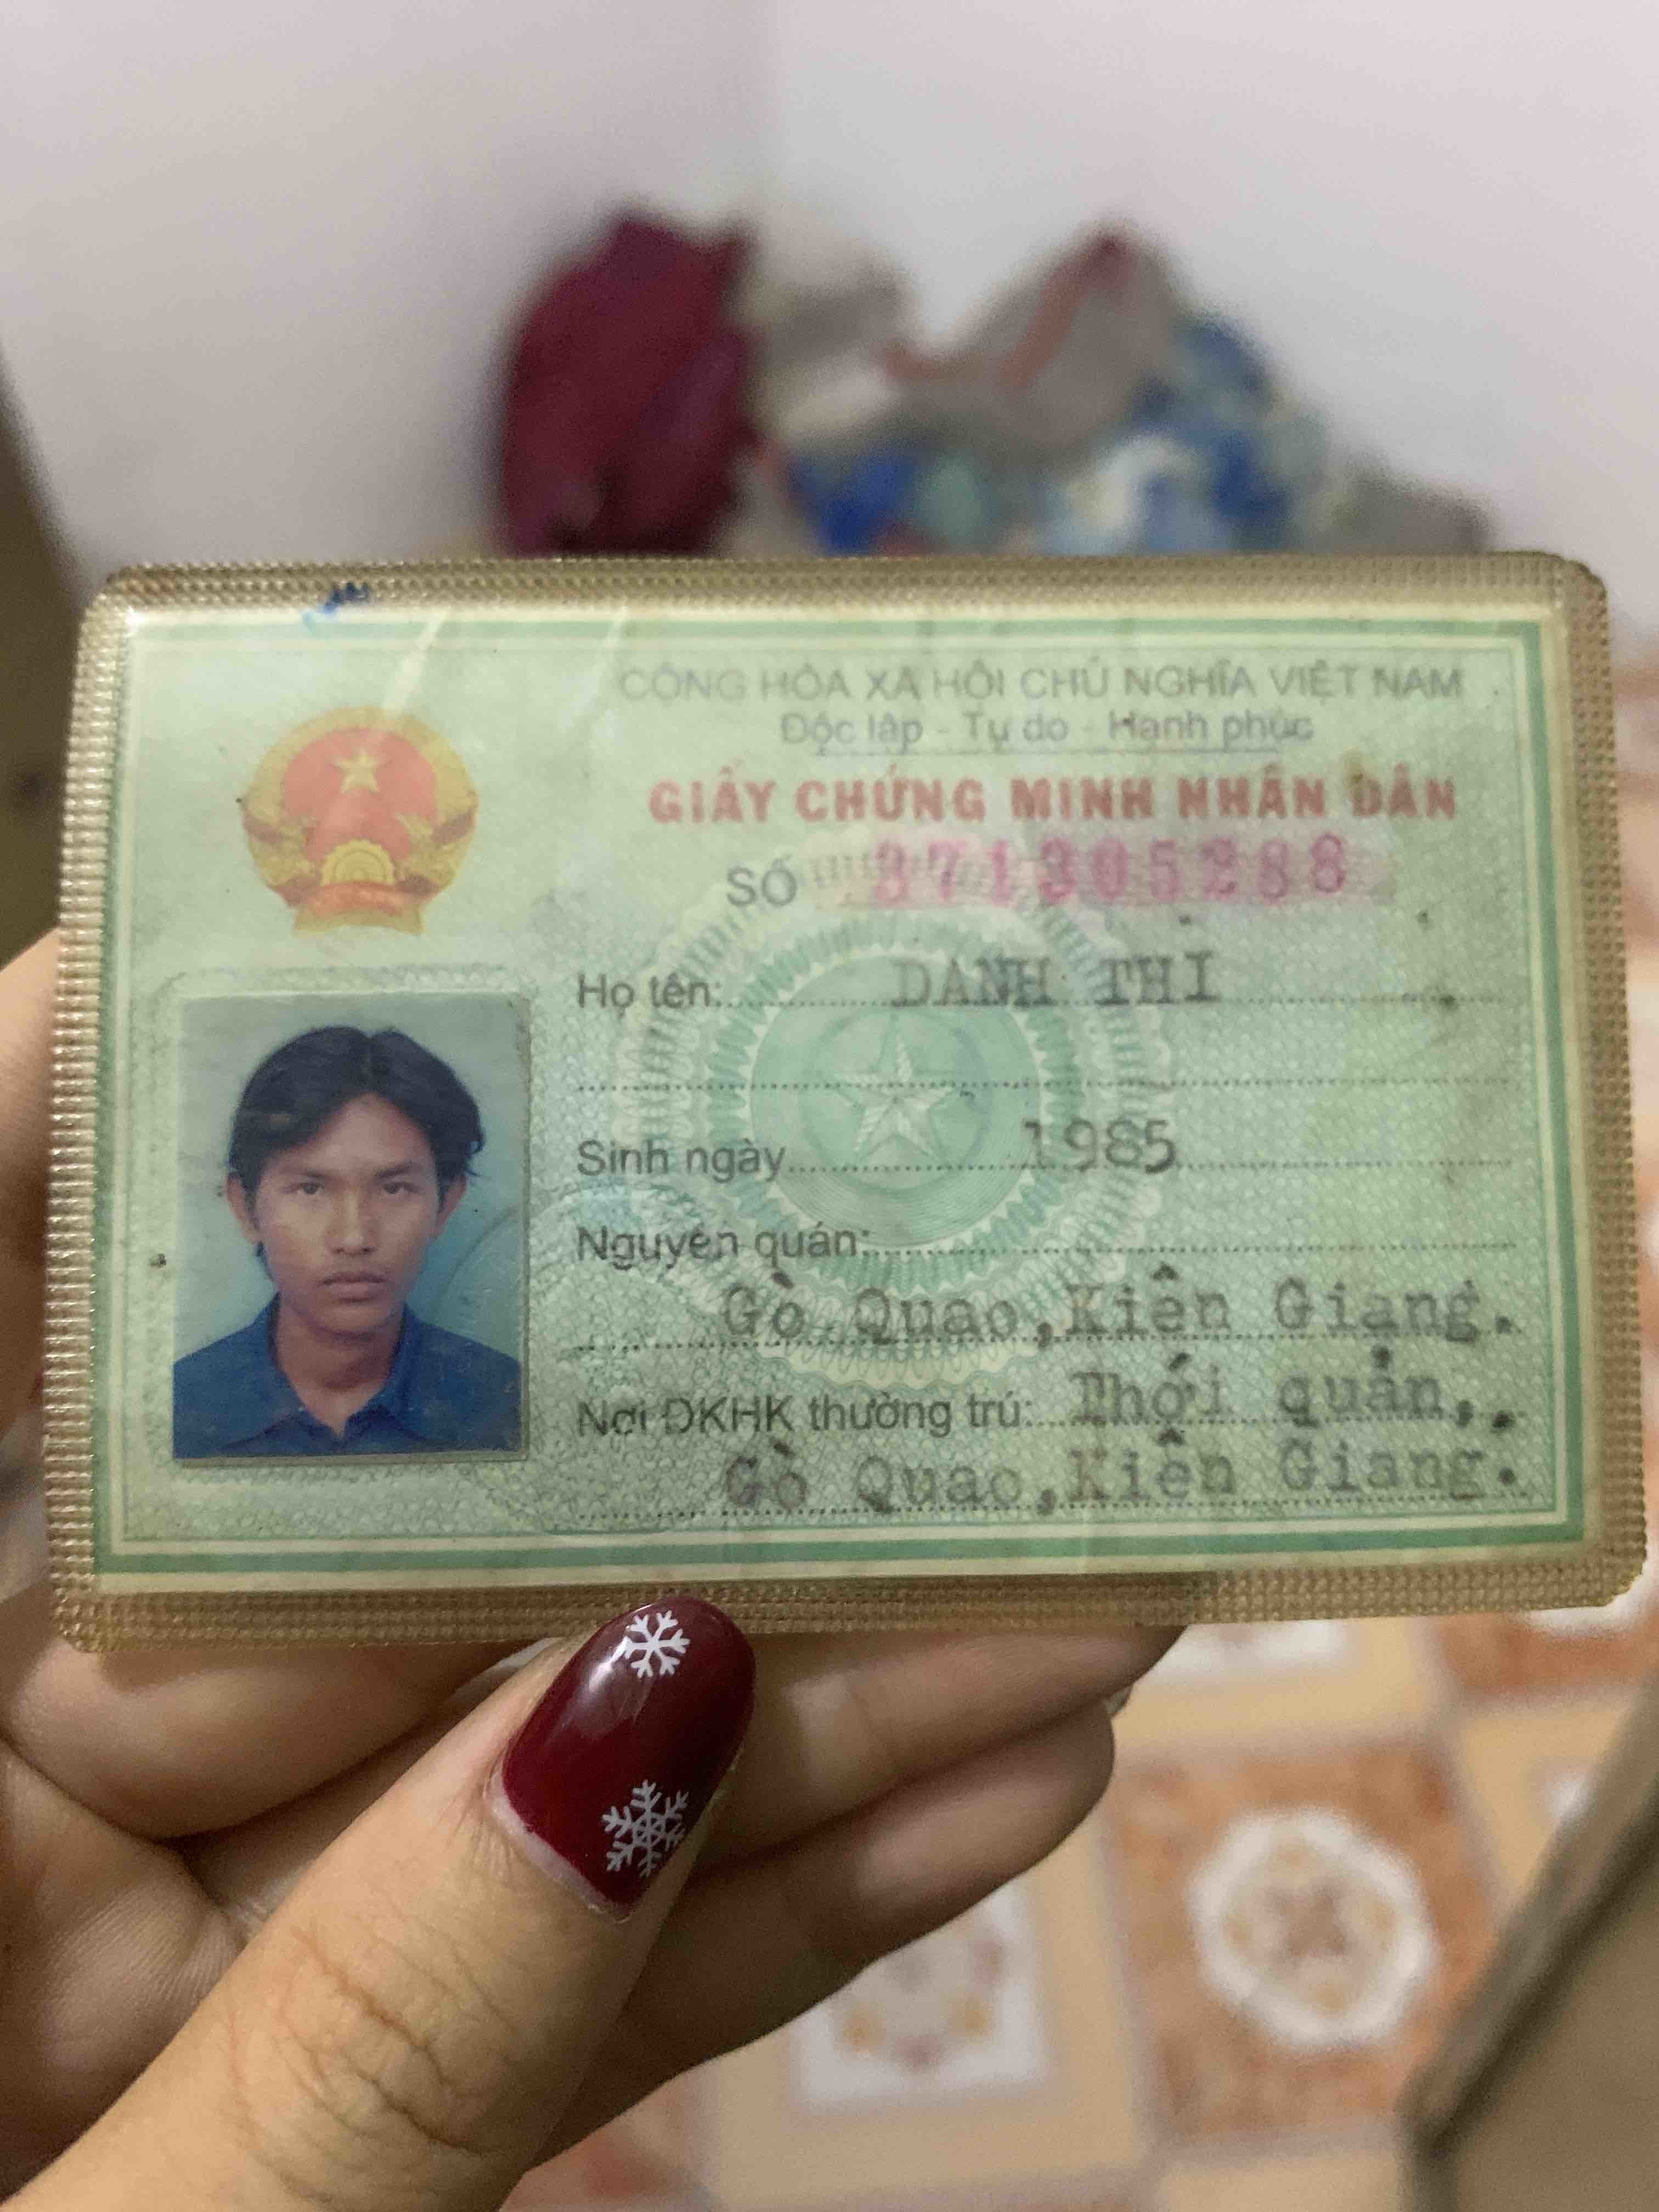 CỘNG HÒA XÃ HỘI CHỦ NGHĨA VIỆT NAM
Độc lập - Tự do - Hạnh phúc
GIẤY CHỨNG MINH NHÂN DÂN
SỐ 371305288
Họ tên: DANH THI
Sinh ngày 1985
Nguyên quán:
Gò Quao, Kiên Giang.
Nơi ĐKHK thường trú: Thới quản,
Gò Quao, Kiên Giang.